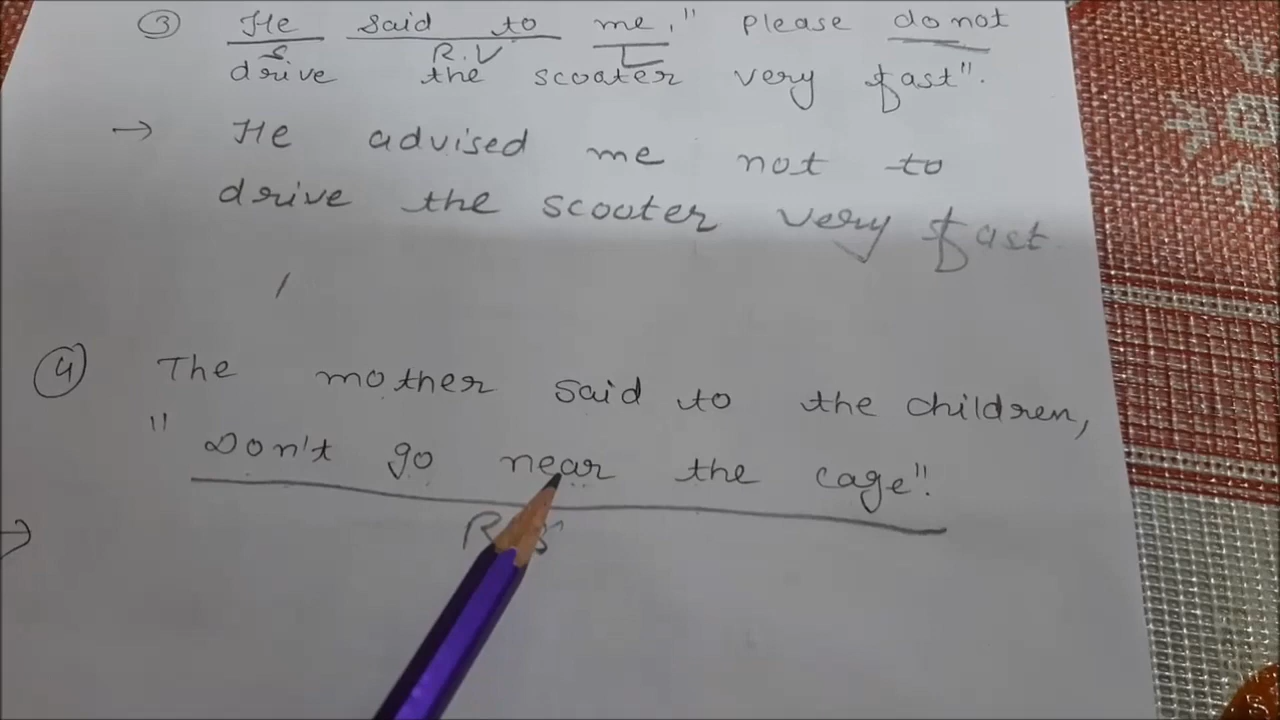 ③ He said to me," Please do not
S R.V L
drive the scooter very fast".
→ He advised me not to
drive the scooter very fast
④ The mother said to the children,
" Don't go near the cage".